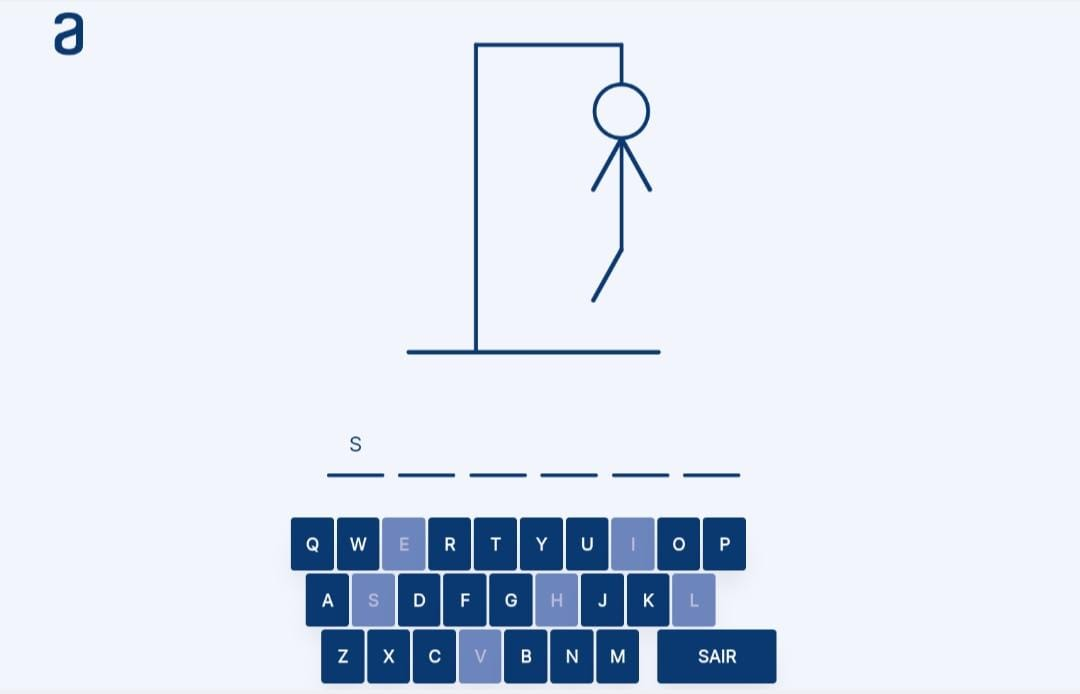 a
S
Q W E R T Y U I O P
A S D F G H J K L
Z X C V B N M SAIR